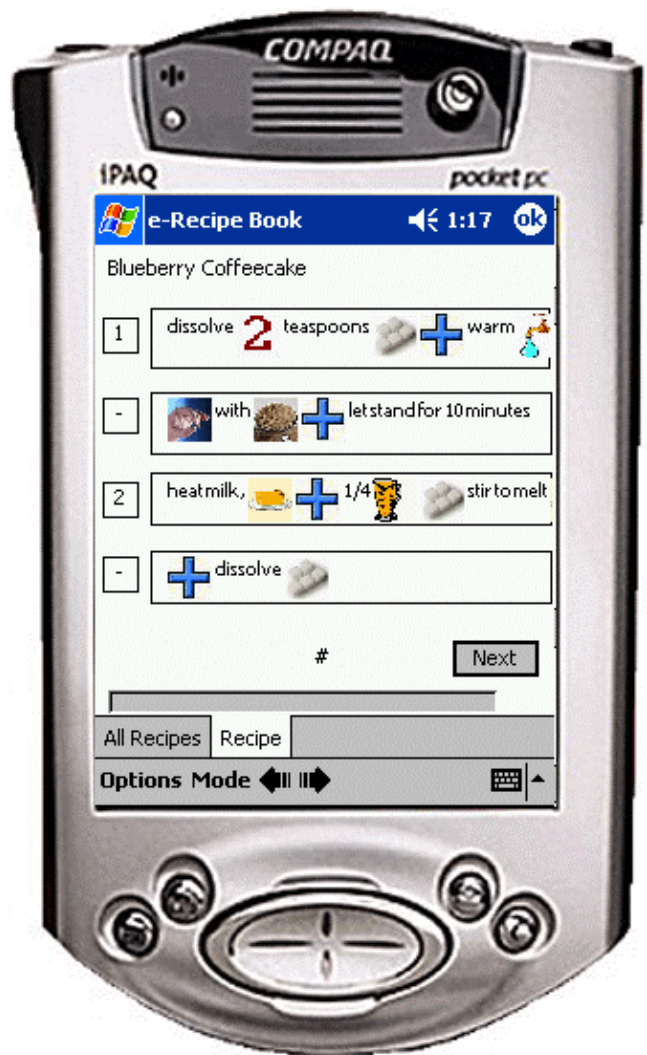 COMPAQ
iPAQ pocket pc
e-Recipe Book 1:17 ok
Blueberry Coffeecake
1 dissolve 2 teaspoons warm
- with let stand for 10 minutes
2 heat milk, 1/4 stir to melt
- dissolve
# Next
All Recipes Recipe
Options Mode